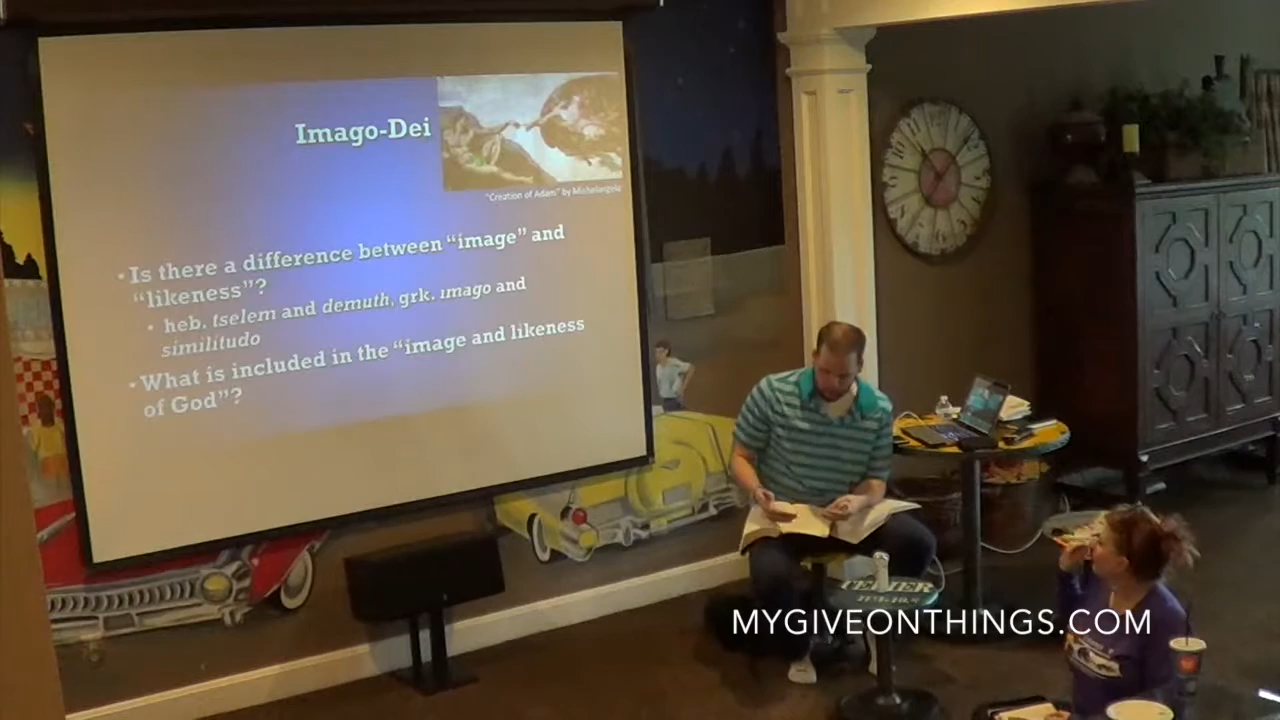 Imago-Dei
"Creation of Adam" by Michelangelo
• Is there a difference between "image" and
"likeness"?
• heb. tselem and demuth, grk. imago and
similitudo
• What is included in the "image and likeness
of God"?
MYGIVEONTHINGS.COM